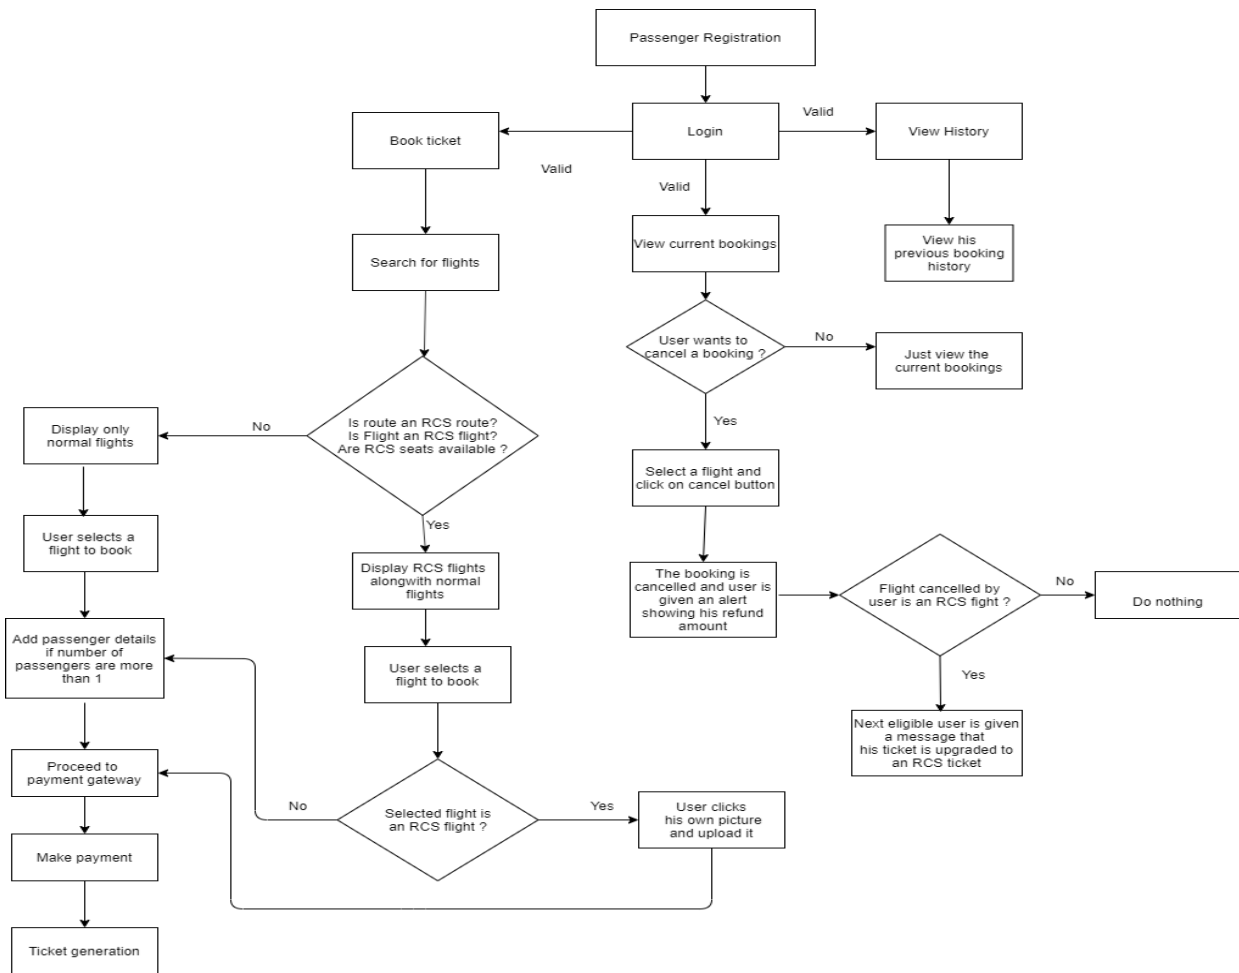 Passenger Registration
Login
Valid
View History
Book ticket
Valid
Valid
View current bookings
View his
previous booking
history
Search for flights
User wants to
cancel a booking ?
No
Just view the
current bookings
Is route an RCS route?
Is Flight an RCS flight?
Are RCS seats available ?
No
Display only
normal flights
Yes
Select a flight and
click on cancel button
Yes
User selects a
flight to book
Display RCS flights
alongwith normal
flights
The booking is
cancelled and user is
given an alert
showing his refund
amount
Flight cancelled by
user is an RCS fight ?
No
Do nothing
Add passenger details
if number of
passengers are more
than 1
User selects a
flight to book
Yes
Next eligible user is given
a message that
his ticket is upgraded to
an RCS ticket
Proceed to
payment gateway
Selected flight is
an RCS flight ?
No
Yes
User clicks
his own picture
and upload it
Make payment
Ticket generation